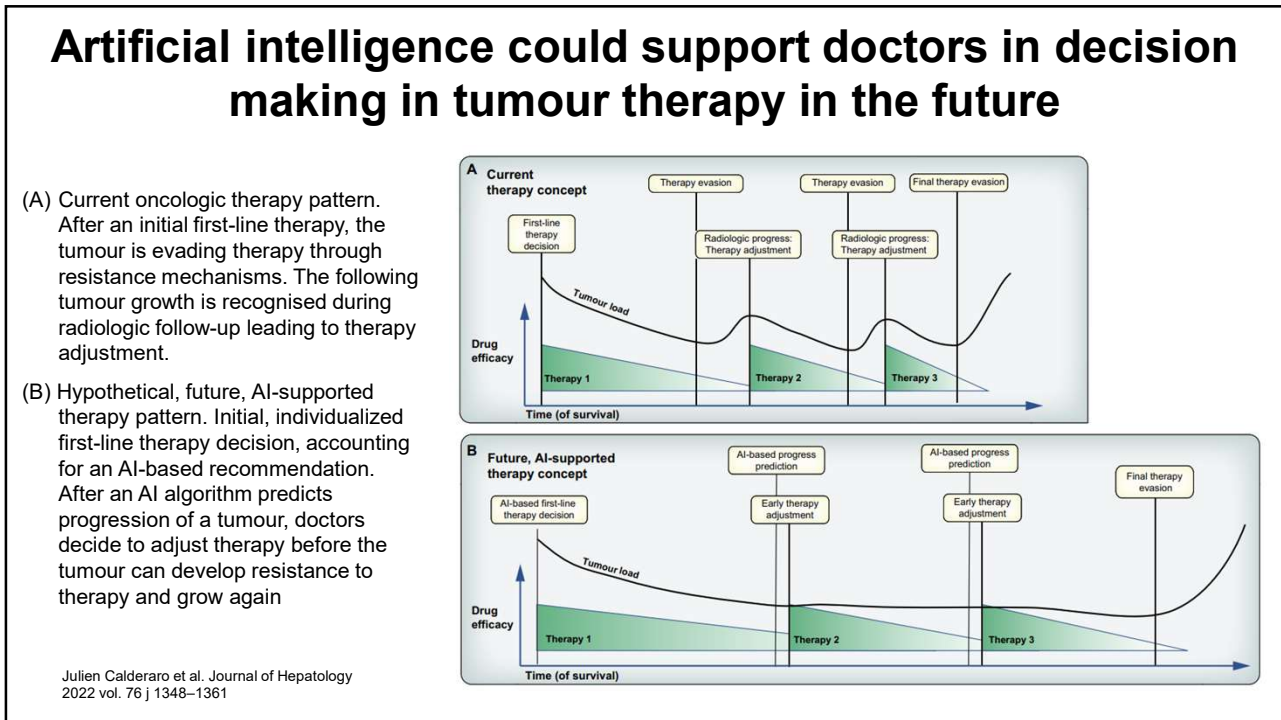 Artificial intelligence could support doctors in decision
making in tumour therapy in the future
(A) Current oncologic therapy pattern.
After an initial first-line therapy, the
tumour is evading therapy through
resistance mechanisms. The following
tumour growth is recognised during
radiologic follow-up leading to therapy
adjustment.
(B) Hypothetical, future, AI-supported
therapy pattern. Initial, individualized
first-line therapy decision, accounting
for an AI-based recommendation.
After an AI algorithm predicts
progression of a tumour, doctors
decide to adjust therapy before the
tumour can develop resistance to
therapy and grow again
Julien Calderaro et al. Journal of Hepatology
2022 vol. 76 j 1348–1361
A
Current
therapy concept
First-line
therapy
decision
Therapy evasion
Radiologic progress:
Therapy adjustment
Therapy evasion
Radiologic progress:
Therapy adjustment
Final therapy evasion
Tumour load
Drug
efficacy
Therapy 1
Therapy 2
Therapy 3
Time (of survival)
B
Future, AI-supported
therapy concept
AI-based first-line
therapy decision
AI-based progress
prediction
Early therapy
adjustment
AI-based progress
prediction
Early therapy
adjustment
Final therapy
evasion
Tumour load
Drug
efficacy
Therapy 1
Therapy 2
Therapy 3
Time (of survival)